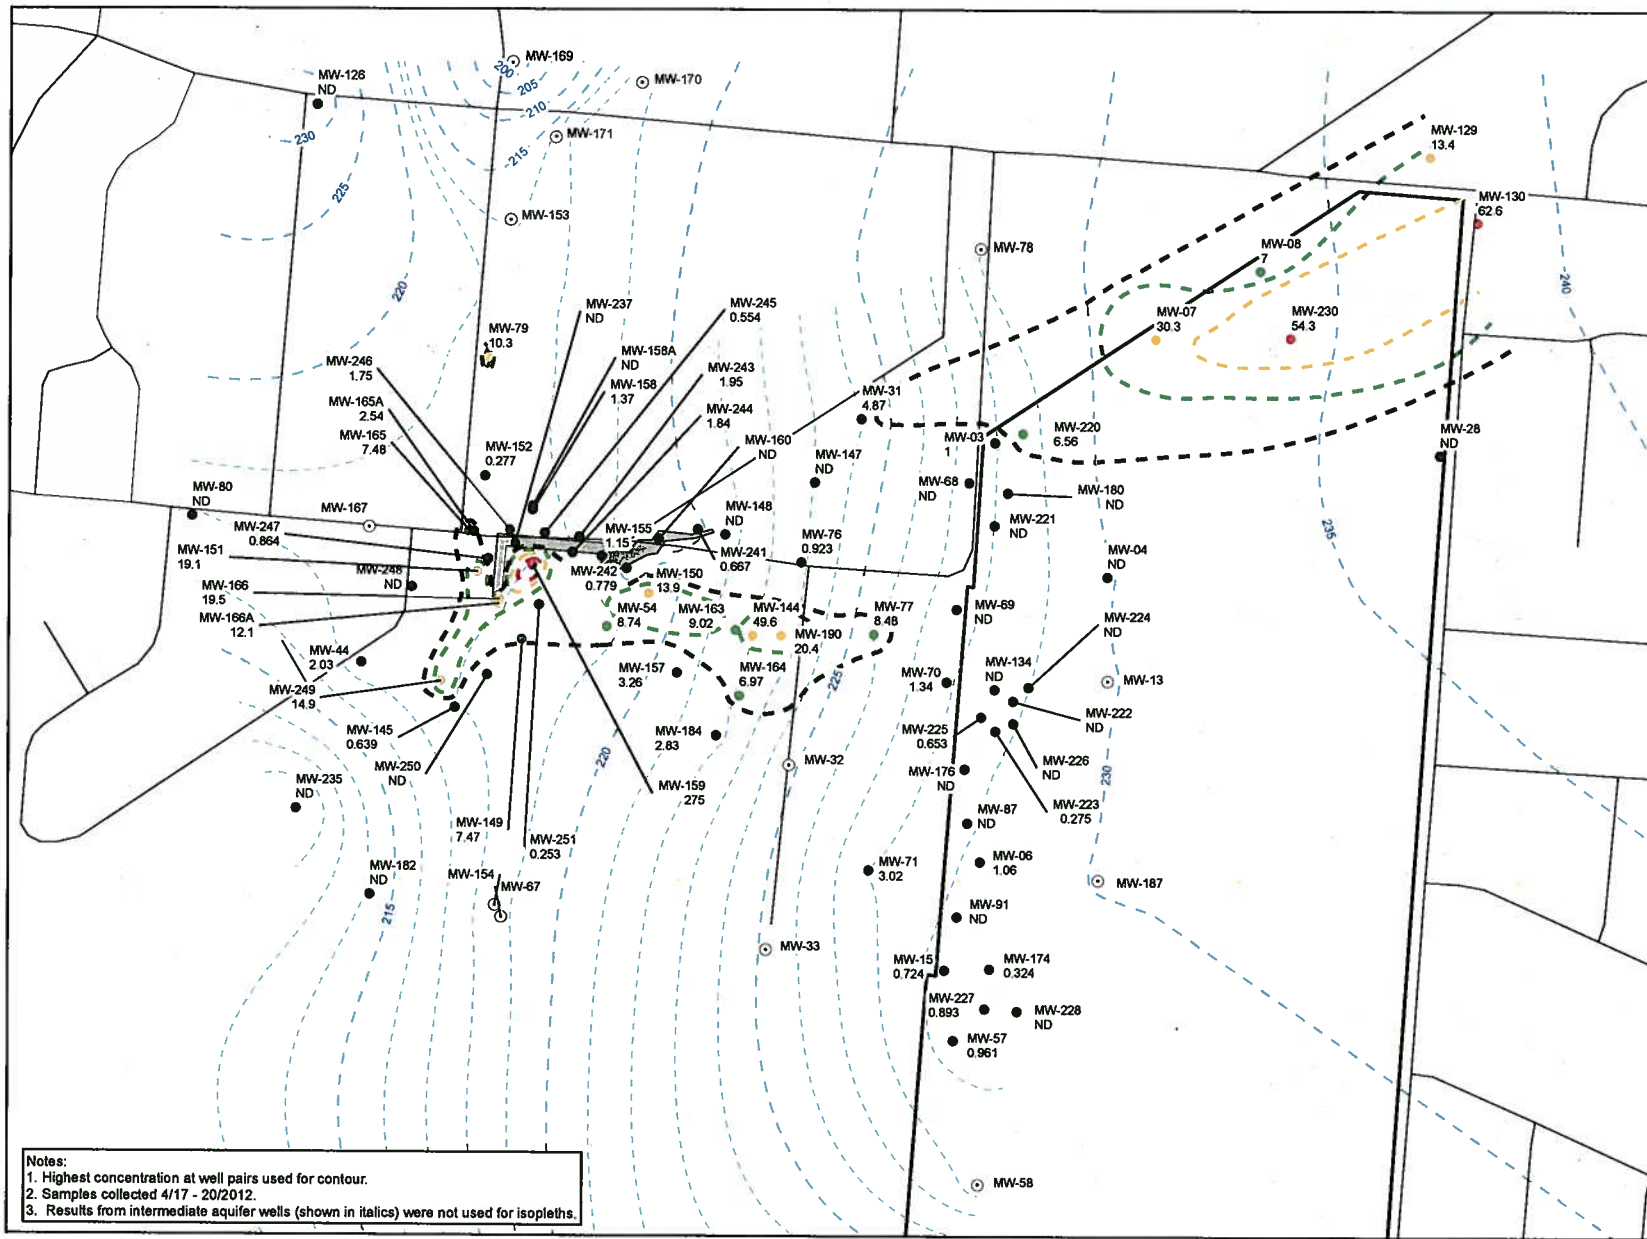 MW-169
200
205
210
215
MW-170
MW-171
MW-126
ND
230
225
220
MW-153
MW-78
MW-129
13.4
MW-130
62.6
MW-08
7
MW-07
30.3
MW-230
54.3
240
MW-237
ND
MW-245
0.554
MW-79
10.3
MW-158A
ND
MW-158
1.37
MW-243
1.95
MW-244
1.84
MW-246
1.75
MW-165A
2.54
MW-165
7.48
MW-31
4.87
MW-03
1
MW-220
6.56
MW-28
ND
MW-160
ND
MW-152
0.277
MW-147
ND
MW-68
ND
MW-180
ND
MW-80
ND
MW-167
MW-247
0.864
MW-155
1.15
MW-148
ND
MW-221
ND
235
MW-151
19.1
MW-248
ND
MW-242
0.779
MW-241
0.667
MW-76
0.923
MW-04
ND
MW-150
13.9
MW-166
19.5
MW-166A
12.1
MW-54
8.74
MW-163
9.02
MW-144
49.6
MW-190
20.4
MW-77
8.48
MW-69
ND
MW-224
ND
MW-44
2.03
MW-157
3.26
MW-164
6.97
225
MW-70
1.34
MW-134
ND
MW-13
MW-249
14.9
MW-222
ND
MW-145
0.639
MW-184
2.83
MW-225
0.653
MW-226
ND
MW-250
ND
220
MW-32
MW-176
ND
230
MW-235
ND
MW-159
275
MW-223
0.275
MW-149
7.47
MW-251
0.253
MW-87
ND
MW-182
ND
MW-154
MW-67
MW-71
3.02
MW-06
1.06
MW-187
215
MW-91
ND
MW-33
MW-15
0.724
MW-174
0.324
MW-227
0.893
MW-228
ND
MW-57
0.961
MW-58
Notes:
1. Highest concentration at well pairs used for contour.
2. Samples collected 4/17 - 20/2012.
3. Results from intermediate aquifer wells (shown in italics) were not used for isopleths.